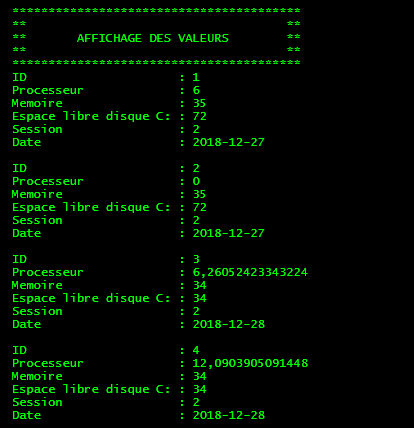 ****************************************
** **
** AFFICHAGE DES VALEURS **
** **
****************************************
ID : 1
Processeur : 6
Memoire : 35
Espace libre disque C: : 72
Session : 2
Date : 2018-12-27
ID : 2
Processeur : 0
Memoire : 35
Espace libre disque C: : 72
Session : 2
Date : 2018-12-27
ID : 3
Processeur : 6,26052423343224
Memoire : 34
Espace libre disque C: : 34
Session : 2
Date : 2018-12-28
ID : 4
Processeur : 12,0903905091448
Memoire : 34
Espace libre disque C: : 34
Session : 2
Date : 2018-12-28